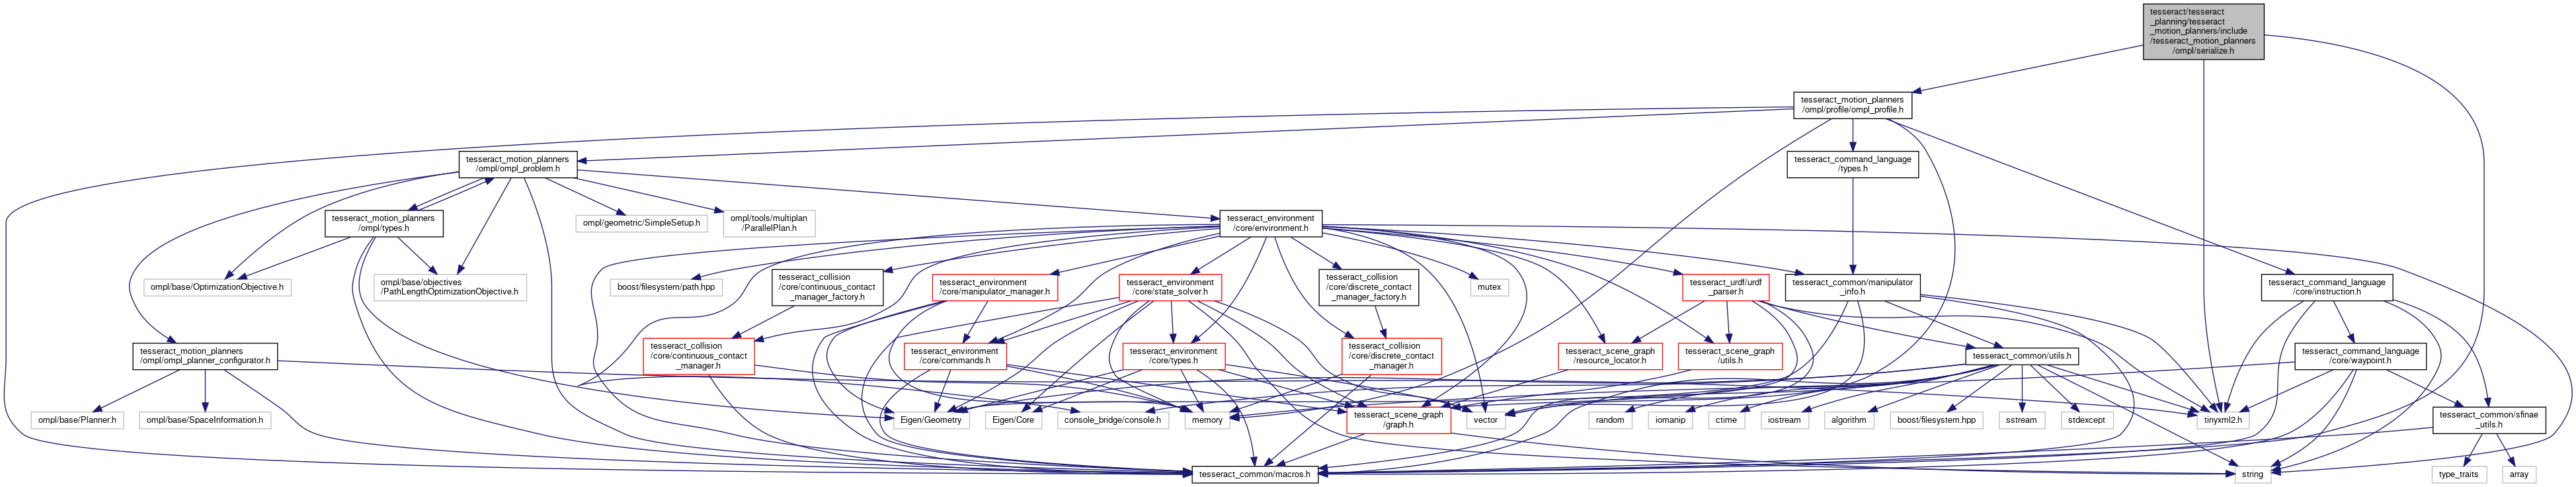 tesseract/tesseract
_planning/tesseract
_motion_planners/include
/tesseract_motion_planners
/ompl/serialize.h
tesseract_motion_planners
/ompl/profile/ompl_profile.h
tesseract_motion_planners
/ompl/ompl_problem.h
tesseract_command_language
/types.h
tesseract_motion_planners
/ompl/types.h
ompl/geometric/SimpleSetup.h
ompl/tools/multiplan
/ParallelPlan.h
tesseract_environment
/core/environment.h
ompl/base/OptimizationObjective.h
ompl/base/objectives
/PathLengthOptimizationObjective.h
boost/filesystem/path.hpp
tesseract_collision
/core/continuous_contact
_manager_factory.h
tesseract_environment
/core/manipulator_manager.h
tesseract_environment
/core/state_solver.h
tesseract_collision
/core/discrete_contact
_manager_factory.h
mutex
tesseract_urdf/urdf
_parser.h
tesseract_common/manipulator
_info.h
tesseract_command_language
/core/instruction.h
tesseract_motion_planners
/ompl/ompl_planner_configurator.h
tesseract_collision
/core/continuous_contact
_manager.h
tesseract_environment
/core/commands.h
tesseract_environment
/core/types.h
tesseract_collision
/core/discrete_contact
_manager.h
tesseract_scene_graph
/resource_locator.h
tesseract_scene_graph
/utils.h
tesseract_common/utils.h
tesseract_command_language
/core/waypoint.h
ompl/base/Planner.h
ompl/base/SpaceInformation.h
Eigen/Geometry
Eigen/Core
console_bridge/console.h
memory
tesseract_scene_graph
/graph.h
vector
random
iomanip
ctime
iostream
algorithm
boost/filesystem.hpp
sstream
stdexcept
tinyxml2.h
tesseract_common/sfinae
_utils.h
tesseract_common/macros.h
string
type_traits
array